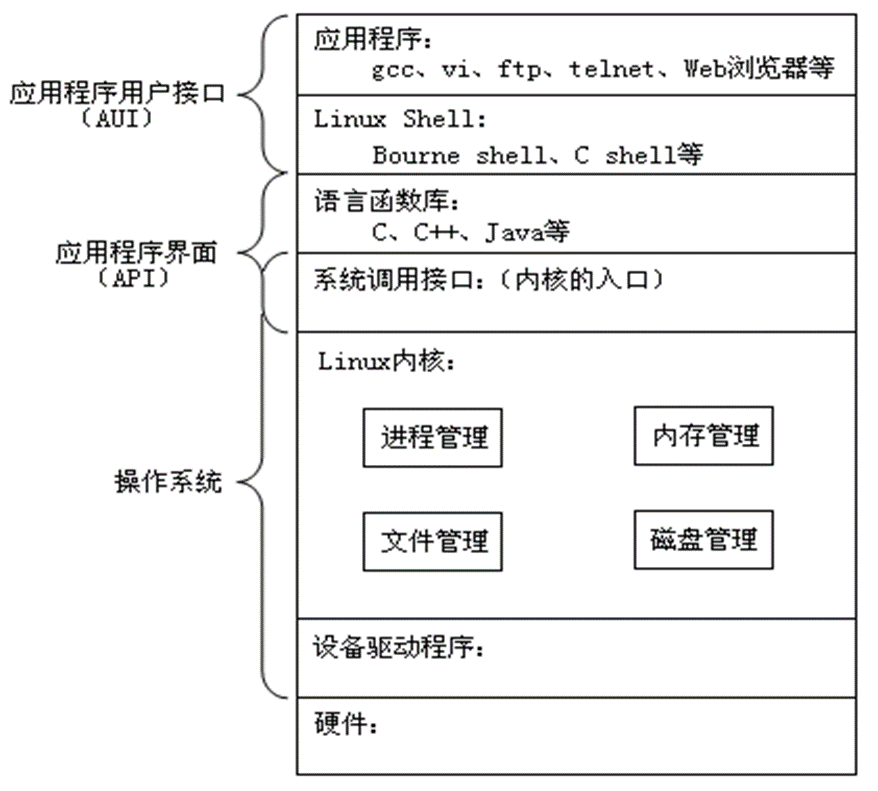 应用程序：
gcc、vi、ftp、telnet、Web浏览器等
应用程序用户接口
（AUI）
Linux Shell：
Bourne shell、C shell等
语言函数库：
C、C++、Java等
应用程序界面
（API）
系统调用接口：（内核的入口）
Linux内核：
进程管理
内存管理
操作系统
文件管理
磁盘管理
设备驱动程序：
硬件：